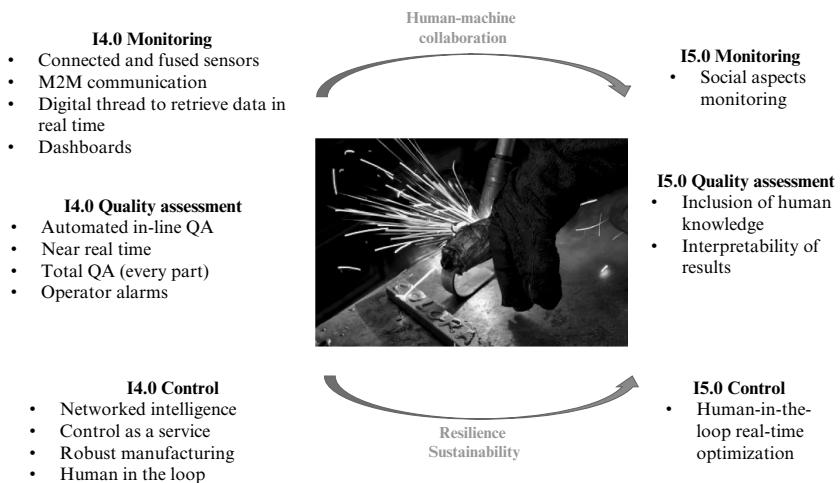 Human-machine
collaboration
I4.0 Monitoring
• Connected and fused sensors
• M2M communication
• Digital thread to retrieve data in
real time
• Dashboards
I4.0 Quality assessment
• Automated in-line QA
• Near real time
• Total QA (every part)
• Operator alarms
I4.0 Control
• Networked intelligence
• Control as a service
• Robust manufacturing
• Human in the loop
I5.0 Monitoring
• Social aspects
monitoring
I5.0 Quality assessment
• Inclusion of human
knowledge
• Interpretability of
results
I5.0 Control
• Human-in-the-
loop real-time
optimization
Resilience
Sustainability